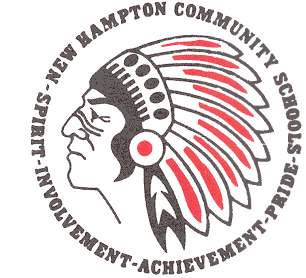 NEW HAMPTON COMMUNITY SCHOOLS
-SPIRIT-INVOLVEMENT-ACHIEVEMENT-PRIDE-